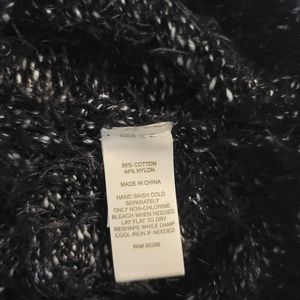 56% COTTON
44% NYLON
MADE IN CHINA
HAND WASH COLD
SEPARATELY
ONLY NON-CHLORINE
BLEACH WHEN NEEDED
LAY FLAT TO DRY
RESHAPE WHILE DAMP
COOL IRON IF NEEDED
RN#